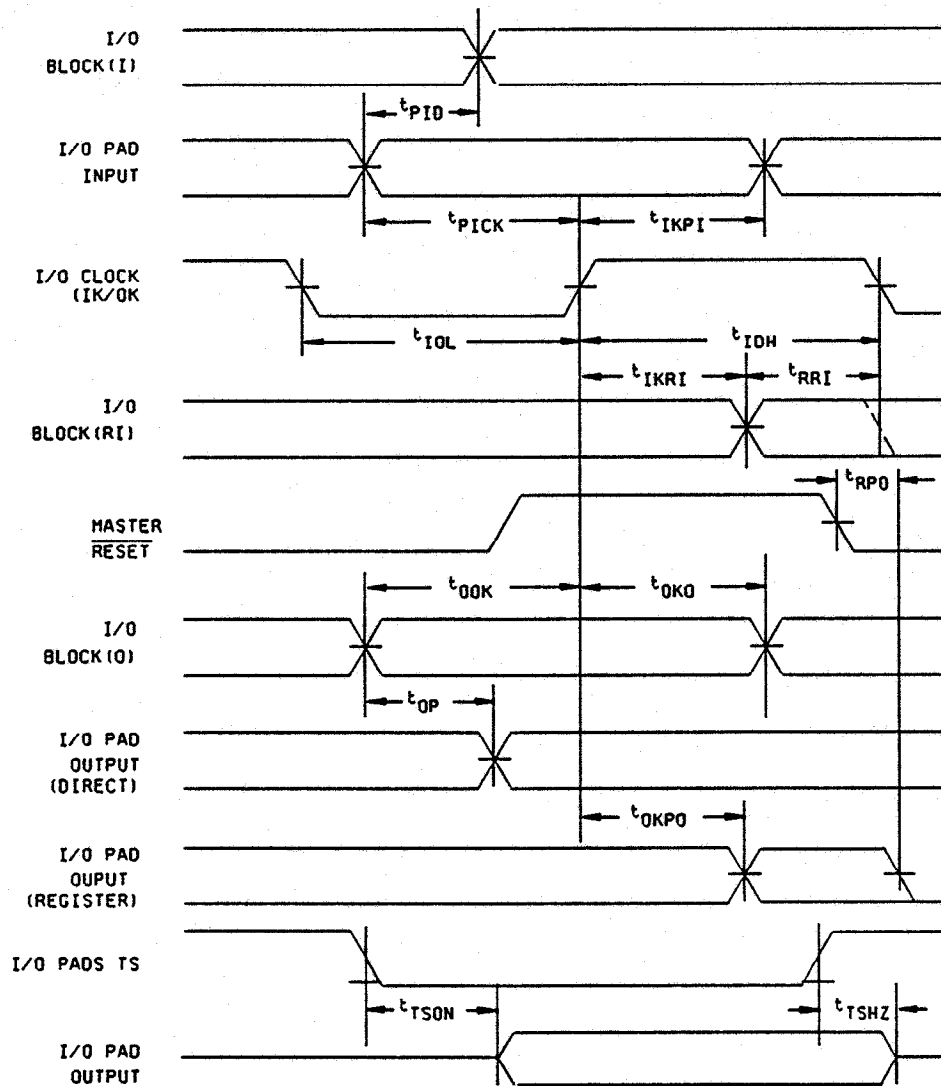 I/O
BLOCK(I)
tPID
I/O PAD
INPUT
tPICK
tIKPI
I/O CLOCK
(IK/OK
tIOL
tIOH
tIKRI
tRRI
I/O
BLOCK(RI)
tRPO
MASTER
RESET
tOOK
tOKO
I/O
BLOCK(O)
tOP
I/O PAD
OUTPUT
(DIRECT)
tOKPO
I/O PAD
OUPUT
(REGISTER)
I/O PADS TS
tTSON
tTSHZ
I/O PAD
OUTPUT